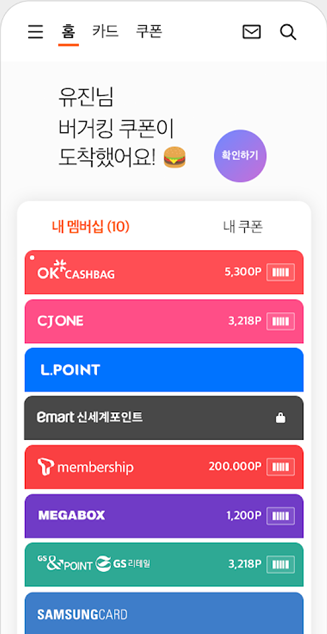 홈 카드 쿠폰
유진님
버거킹 쿠폰이
도착했어요!
확인하기
내 멤버십 (10) 내 쿠폰
OK CASHBAG 5,300P
CJ ONE 3,218P
L.POINT
emart 신세계포인트
T membership 200.000P
MEGABOX 1,200P
GS&POINT GS리테일 3,218P
SAMSUNG CARD